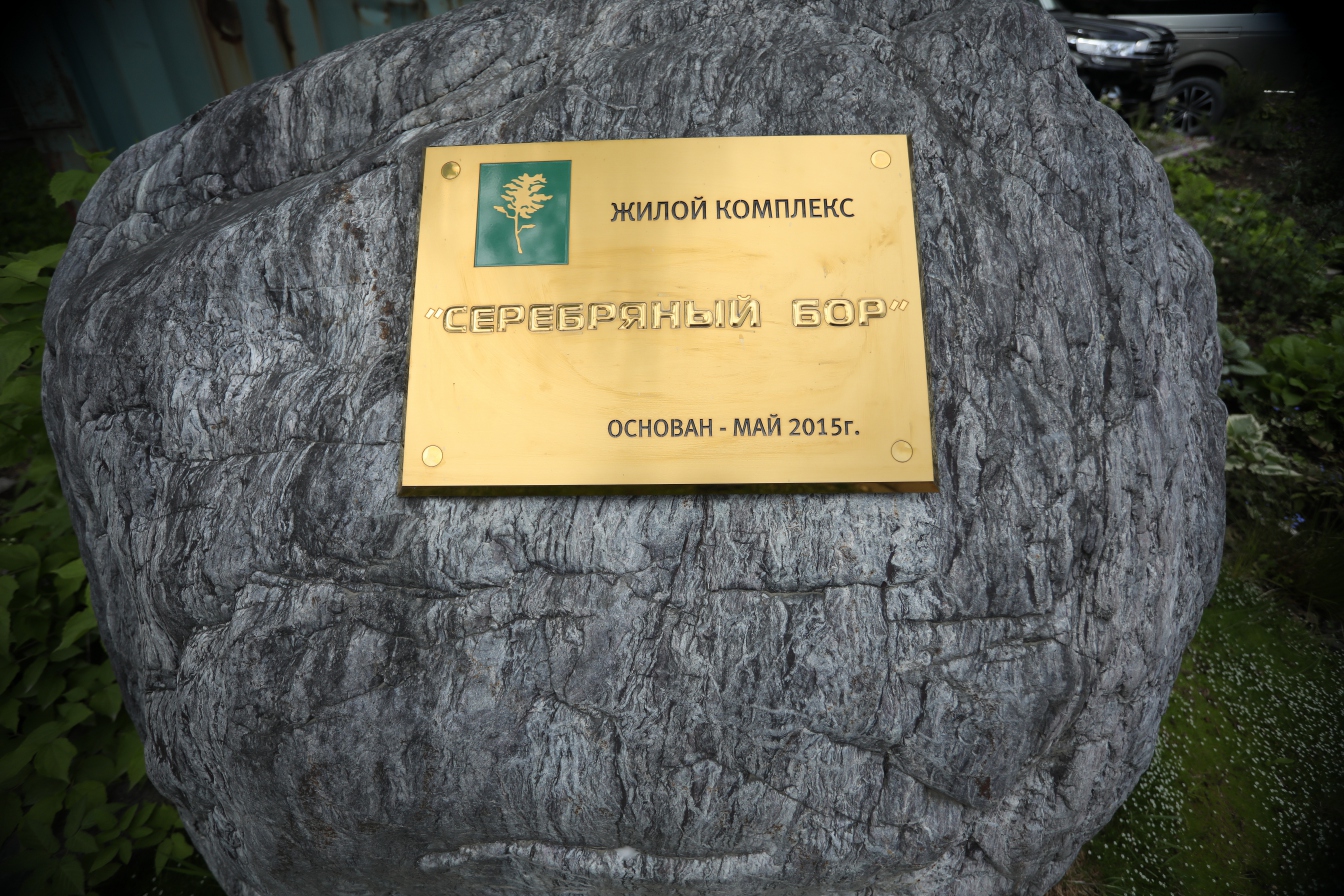 ЖИЛОЙ КОМПЛЕКС
"СЕРЕБРЯНЫЙ БОР"
ОСНОВАН - МАЙ 2015г.